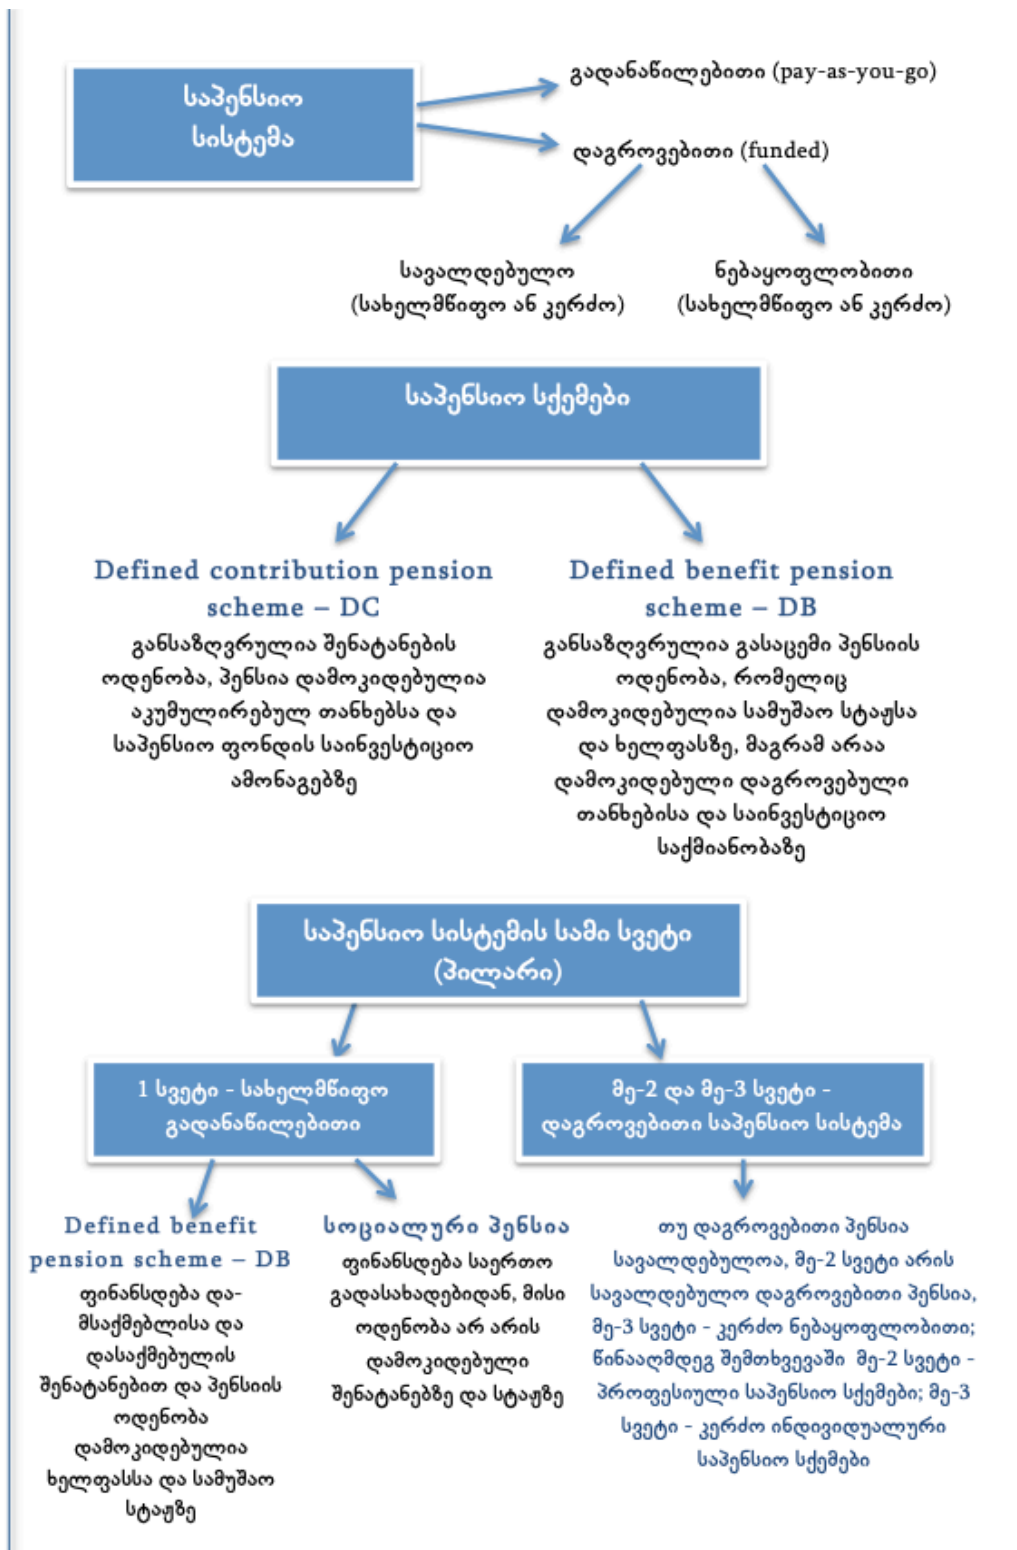 საპენსიო
სისტემა
გადანაწილებითი (pay-as-you-go)
დაგროვებითი (funded)
სავალდებულო
(სახელმწიფო ან კერძო)
ნებაყოფლობითი
(სახელმწიფო ან კერძო)
საპენსიო სქემები
Defined contribution pension
scheme – DC
განსაზღვრულია შენატანების
ოდენობა, პენსია დამოკიდებულია
აკუმულირებულ თანხებსა და
საპენსიო ფონდის საინვესტიციო
ამონაგებზე
Defined benefit pension
scheme – DB
განსაზღვრულია გასაცემი პენსიის
ოდენობა, რომელიც
დამოკიდებულია სამუშაო სტაჟსა
და ხელფასზე, მაგრამ არაა
დამოკიდებული დაგროვებული
თანხებისა და საინვესტიციო
საქმიანობაზე
საპენსიო სისტემის სამი სვეტი
(პილარი)
1 სვეტი - სახელმწიფო
გადანაწილებითი
მე-2 და მე-3 სვეტი -
დაგროვებითი საპენსიო სისტემა
Defined benefit
pension scheme – DB
ფინანსდება და-
მსაქმებლისა და
დასაქმებულის
შენატანებით და პენსიის
ოდენობა
დამოკიდებულია
ხელფასსა და სამუშაო
სტაჟზე
სოციალური პენსია
ფინანსდება საერთო
გადასახადებიდან, მისი
ოდენობა არ არის
დამოკიდებული
შენატანებზე და სტაჟზე
თუ დაგროვებითი პენსია
სავალდებულოა, მე-2 სვეტი არის
სავალდებულო დაგროვებითი პენსია,
მე-3 სვეტი - კერძო ნებაყოფლობითი;
წინააღმდეგ შემთხვევაში მე-2 სვეტი -
პროფესიული საპენსიო სქემები; მე-3
სვეტი - კერძო ინდივიდუალური
საპენსიო სქემები